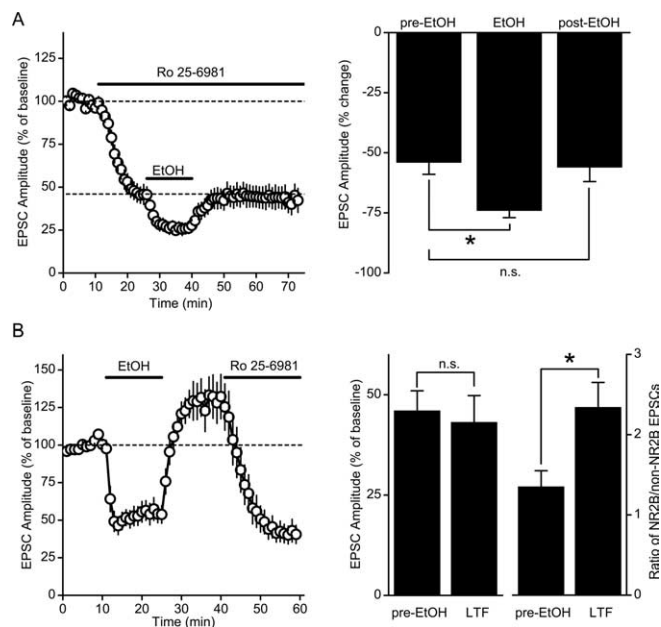 A
Ro 25-6981
EtOH
EPSC Amplitude (% of baseline)
125
100
75
50
25
0
0 10 20 30 40 50 60 70
Time (min)
pre-EtOH EtOH post-EtOH
EPSC Amplitude (% change)
0
-25
-50
-75
-100
*
n.s.
B
EtOH
Ro 25-6981
EPSC Amplitude (% of baseline)
150
125
100
75
50
25
0
0 10 20 30 40 50 60
Time (min)
n.s.
*
EPSC Amplitude (% of baseline)
50
25
0
pre-EtOH LTF pre-EtOH LTF
3
2
1
0
Ratio of NR2B/non-NR2B EPSCs